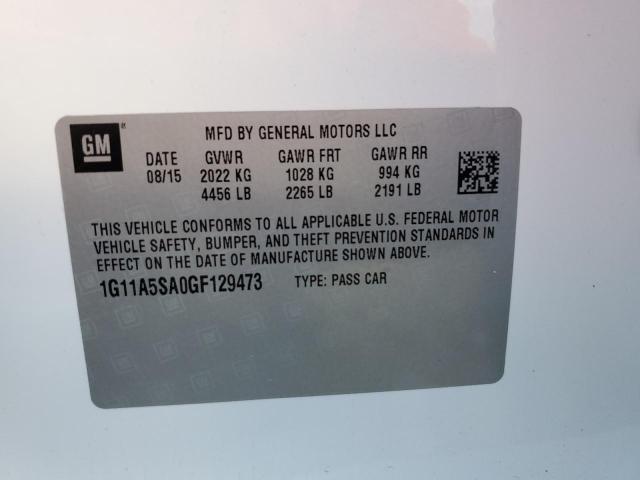 GM
MFD BY GENERAL MOTORS LLC
DATE GVWR GAWR FRT GAWR RR
08/15 2022 KG 1028 KG 994 KG
4456 LB 2265 LB 2191 LB
THIS VEHICLE CONFORMS TO ALL APPLICABLE U.S. FEDERAL MOTOR
VEHICLE SAFETY, BUMPER, AND THEFT PREVENTION STANDARDS IN
EFFECT ON THE DATE OF MANUFACTURE SHOWN ABOVE.
1G11A5SA0GF129473 TYPE: PASS CAR